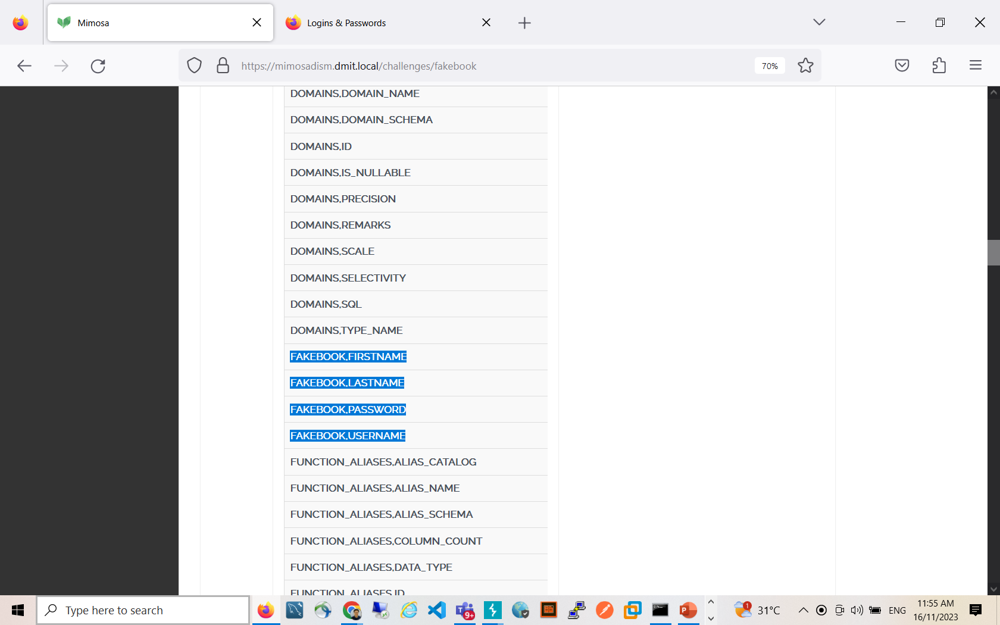 Mimosa
Logins & Passwords
https://mimosadism.dmit.local/challenges/fakebook
70%
DOMAINS,DOMAIN_NAME
DOMAINS,DOMAIN_SCHEMA
DOMAINS,ID
DOMAINS,IS_NULLABLE
DOMAINS,PRECISION
DOMAINS,REMARKS
DOMAINS,SCALE
DOMAINS,SELECTIVITY
DOMAINS,SQL
DOMAINS,TYPE_NAME
FAKEBOOK,FIRSTNAME
FAKEBOOK,LASTNAME
FAKEBOOK,PASSWORD
FAKEBOOK,USERNAME
FUNCTION_ALIASES,ALIAS_CATALOG
FUNCTION_ALIASES,ALIAS_NAME
FUNCTION_ALIASES,ALIAS_SCHEMA
FUNCTION_ALIASES,COLUMN_COUNT
FUNCTION_ALIASES,DATA_TYPE
FUNCTION_ALIASES,ID
Type here to search
9+
1
31°C
ENG
11:55 AM
16/11/2023